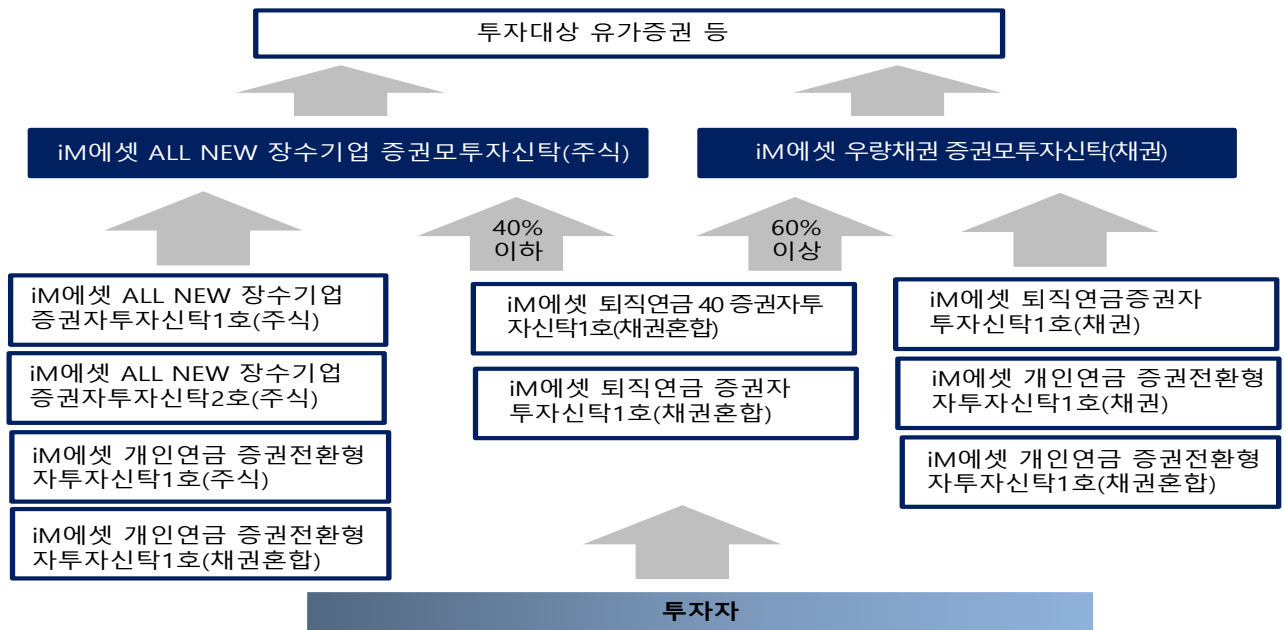 투자대상 유가증권 등
iM에셋 ALL NEW 장수기업 증권모투자신탁(주식)
iM에셋 우량채권 증권모투자신탁(채권)
40%
이하
60%
이상
iM에셋 ALL NEW 장수기업
증권자투자신탁1호(주식)
iM에셋 ALL NEW 장수기업
증권자투자신탁2호(주식)
iM에셋 개인연금 증권전환형
자투자신탁1호(주식)
iM에셋 개인연금 증권전환형
자투자신탁1호(채권혼합)
iM에셋 퇴직연금 40 증권자투
자신탁1호(채권혼합)
iM에셋 퇴직연금 증권자
투자신탁1호(채권혼합)
iM에셋 퇴직연금증권자
투자신탁1호(채권)
iM에셋 개인연금 증권전환형
자투자신탁1호(채권)
iM에셋 개인연금 증권전환형
자투자신탁1호(채권혼합)
투자자